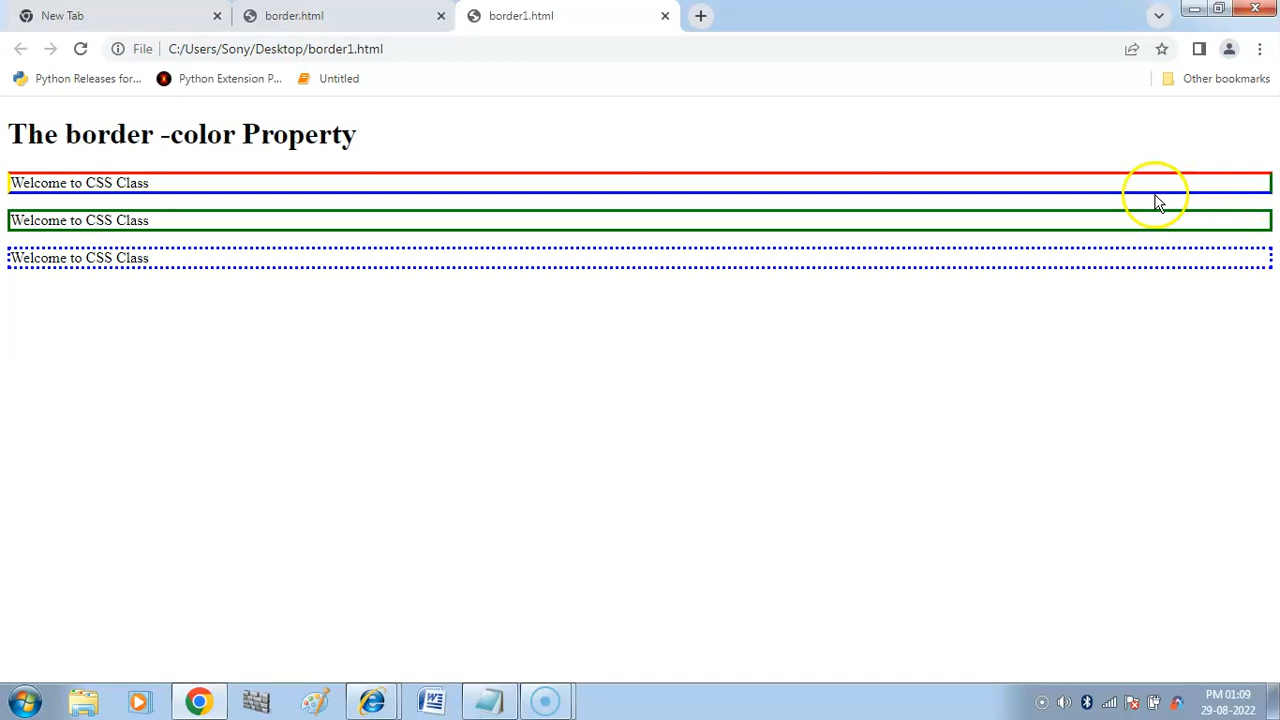 New Tab
border.html
border1.html
File
C:/Users/Sony/Desktop/border1.html
Python Releases for...
Python Extension P...
Untitled
Other bookmarks
The border -color Property
Welcome to CSS Class
Welcome to CSS Class
Welcome to CSS Class
PM 01:09
29-08-2022